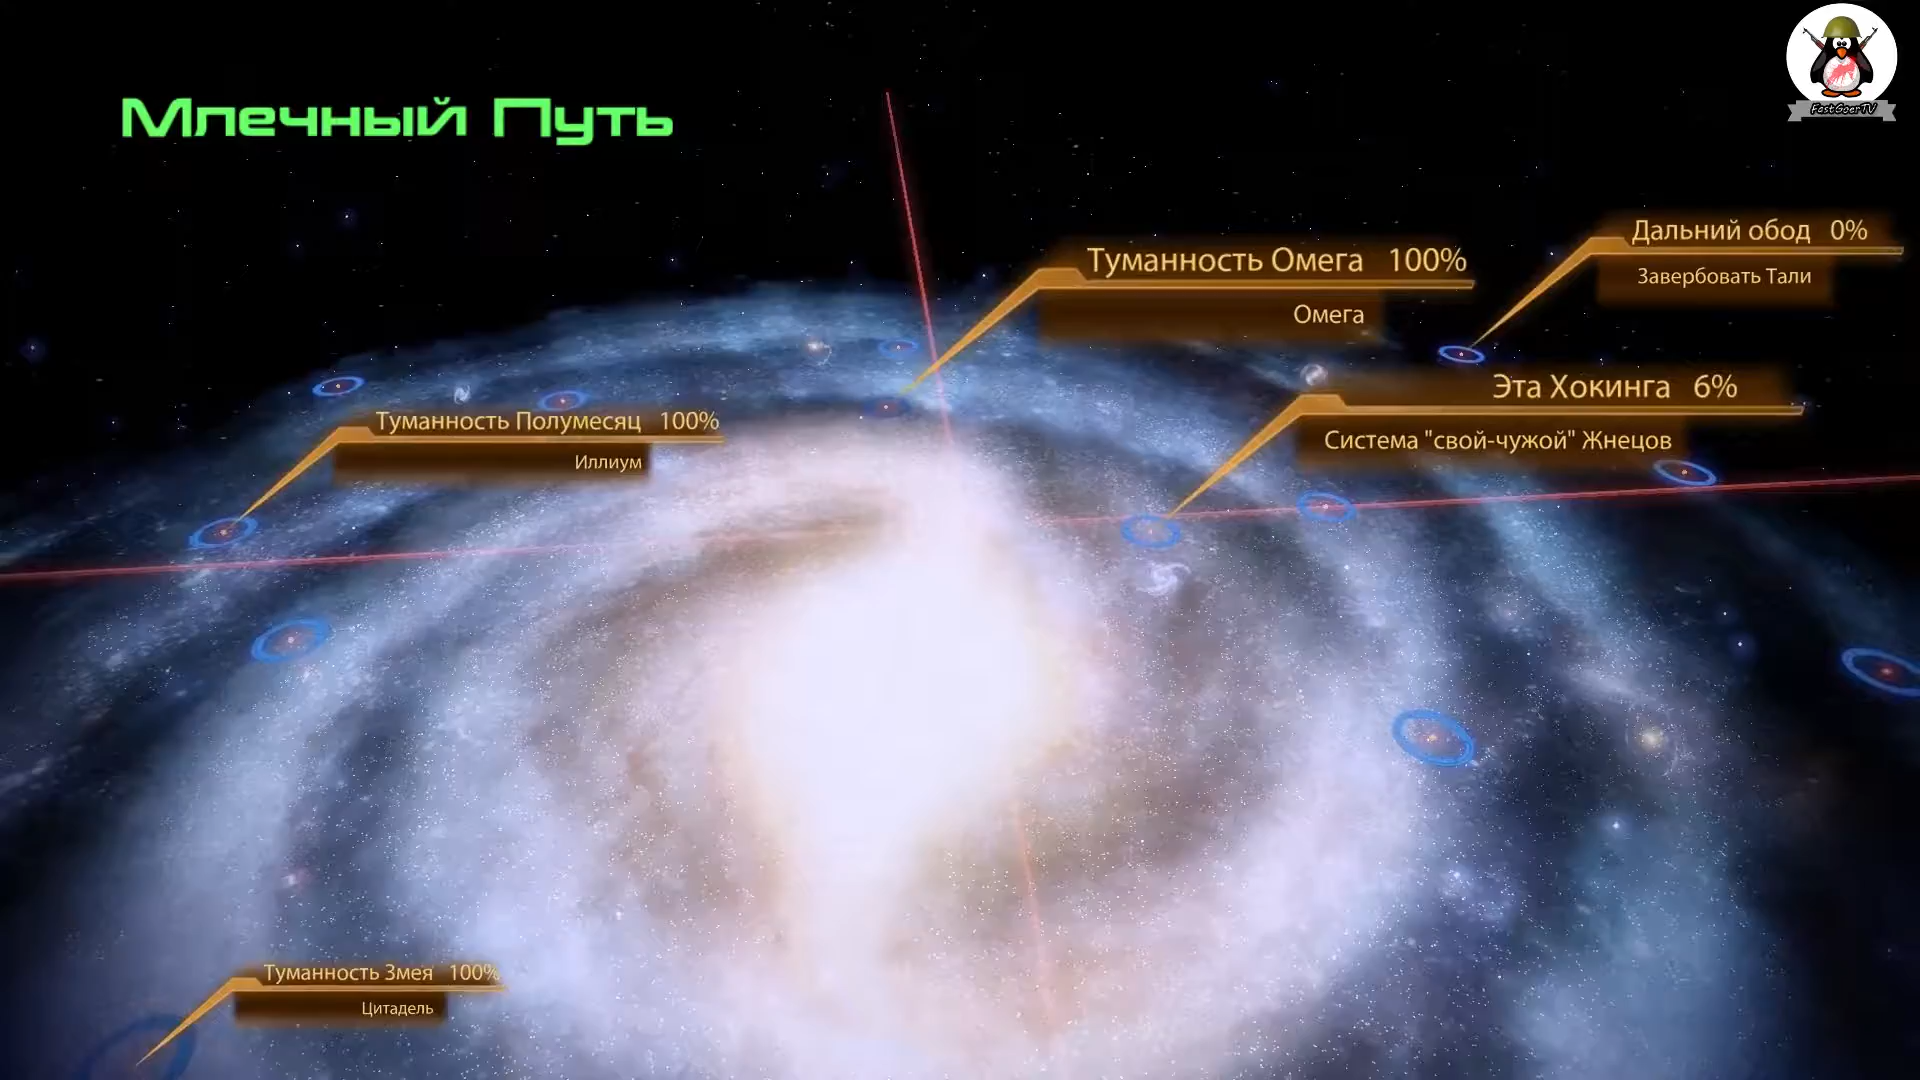 Млечный Путь
FastGoerTV
Дальний обод 0%
Завербовать Тали
Туманность Омега 100%
Омега
Эта Хокинга 6%
Система "свой-чужой" Жнецов
Туманность Полумесяц 100%
Иллиум
Туманность Змея 100%
Цитадель